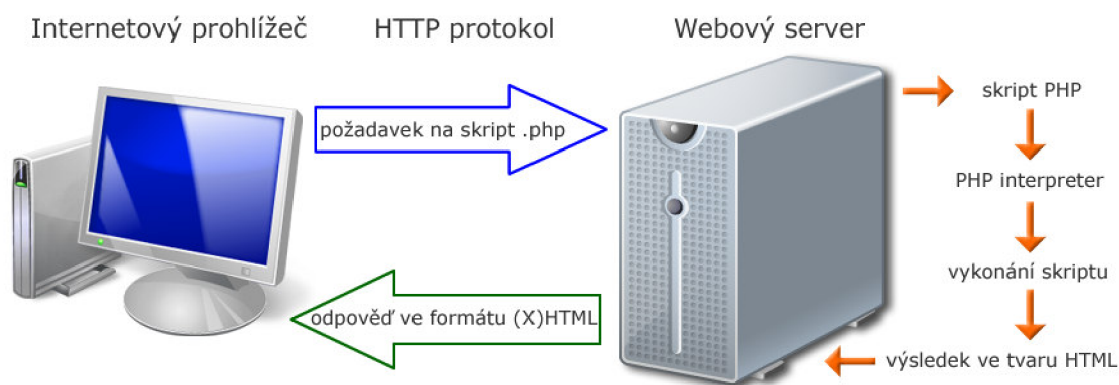 Internetový prohlížeč
HTTP protokol
Webový server
požadavek na skript .php
skript PHP
PHP interpreter
vykonání skriptu
odpověď ve formátu (X)HTML
výsledek ve tvaru HTML